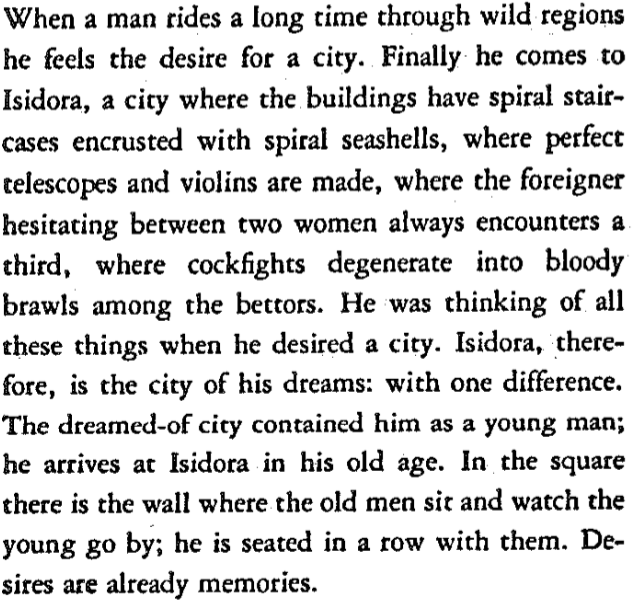 When a man rides a long time through wild regions
he feels the desire for a city. Finally he comes to
Isidora, a city where the buildings have spiral stair-
cases encrusted with spiral seashells, where perfect
telescopes and violins are made, where the foreigner
hesitating between two women always encounters a
third, where cockfights degenerate into bloody
brawls among the bettors. He was thinking of all
these things when he desired a city. Isidora, there-
fore, is the city of his dreams: with one difference.
The dreamed-of city contained him as a young man;
he arrives at Isidora in his old age. In the square
there is the wall where the old men sit and watch the
young go by; he is seated in a row with them. De-
sires are already memories.